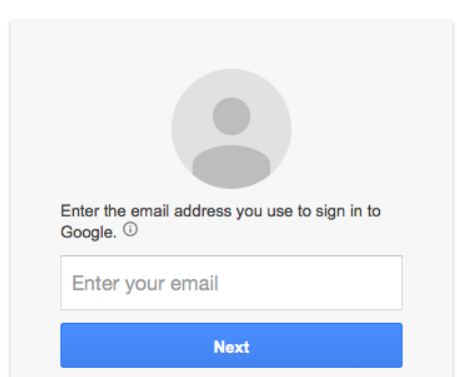 Enter the email address you use to sign in to
Google.
Enter your email
Next